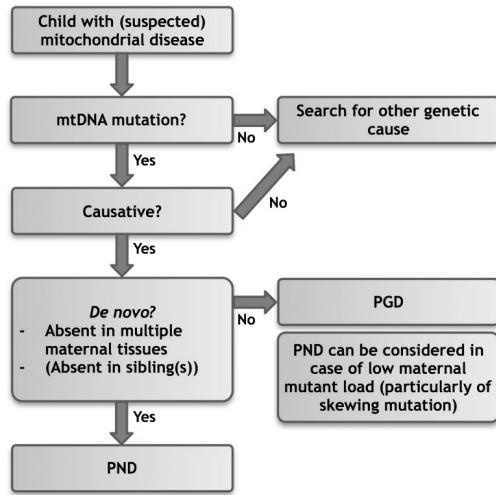 Child with (suspected)
mitochondrial disease
mtDNA mutation?
No
Search for other genetic
cause
Yes
Causative?
No
Yes
De novo?
- Absent in multiple
maternal tissues
- (Absent in sibling(s))
No
PGD
PND can be considered in
case of low maternal
mutant load (particularly of
skewing mutation)
Yes
PND